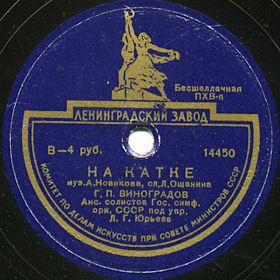 Бесшеллачная
ПХВ-п
ЛЕНИНГРАДСКИЙ ЗАВОД
В-4 руб.
14450
НА КАТКЕ
муз.А.Новикова, сл.Л.Ошанина
Г. П. ВИНОГРАДОВ
Анс. солистов Гос. симф.
орк. СССР под упр.
Л. Г. Юрьева
КОМИТЕТ ПО ДЕЛАМ ИСКУССТВ ПРИ СОВЕТЕ МИНИСТРОВ СССР